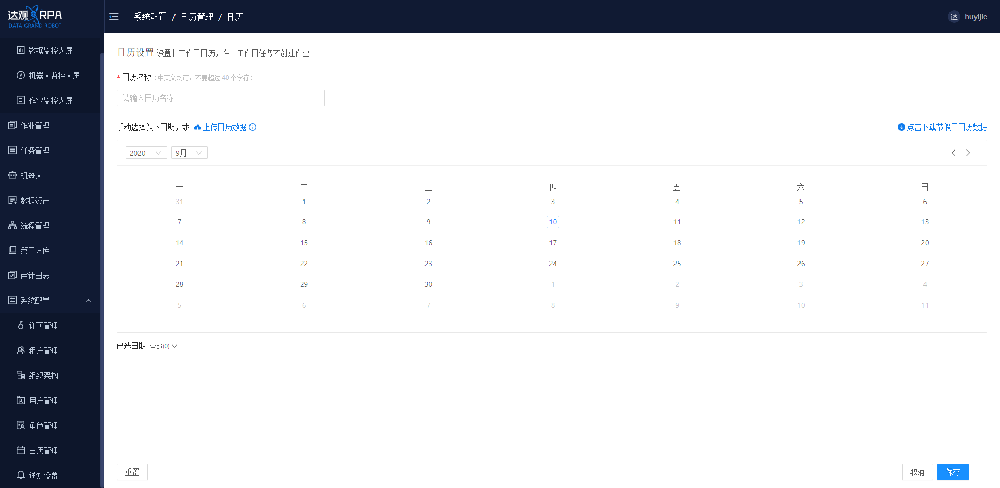 达观 RPA
DATA GRAND ROBOT
系统配置 / 日历管理 / 日历
达 huyijie
数据监控大屏
机器人监控大屏
作业监控大屏
作业管理
任务管理
机器人
数据资产
流程管理
第三方库
审计日志
系统配置
许可管理
租户管理
组织架构
用户管理
角色管理
日历管理
通知设置
日历设置 设置非工作日日历，在非工作日任务不创建作业
* 日历名称（中英文均可，不要超过 40 个字符）
请输入日历名称
手动选择以下日期，或 上传日历数据
点击下载节假日日历数据
2020 9月
一 二 三 四 五 六 日
31 1 2 3 4 5 6
7 8 9 10 11 12 13
14 15 16 17 18 19 20
21 22 23 24 25 26 27
28 29 30 1 2 3 4
5 6 7 8 9 10 11
已选日期 全部(0)
重置
取消 保存